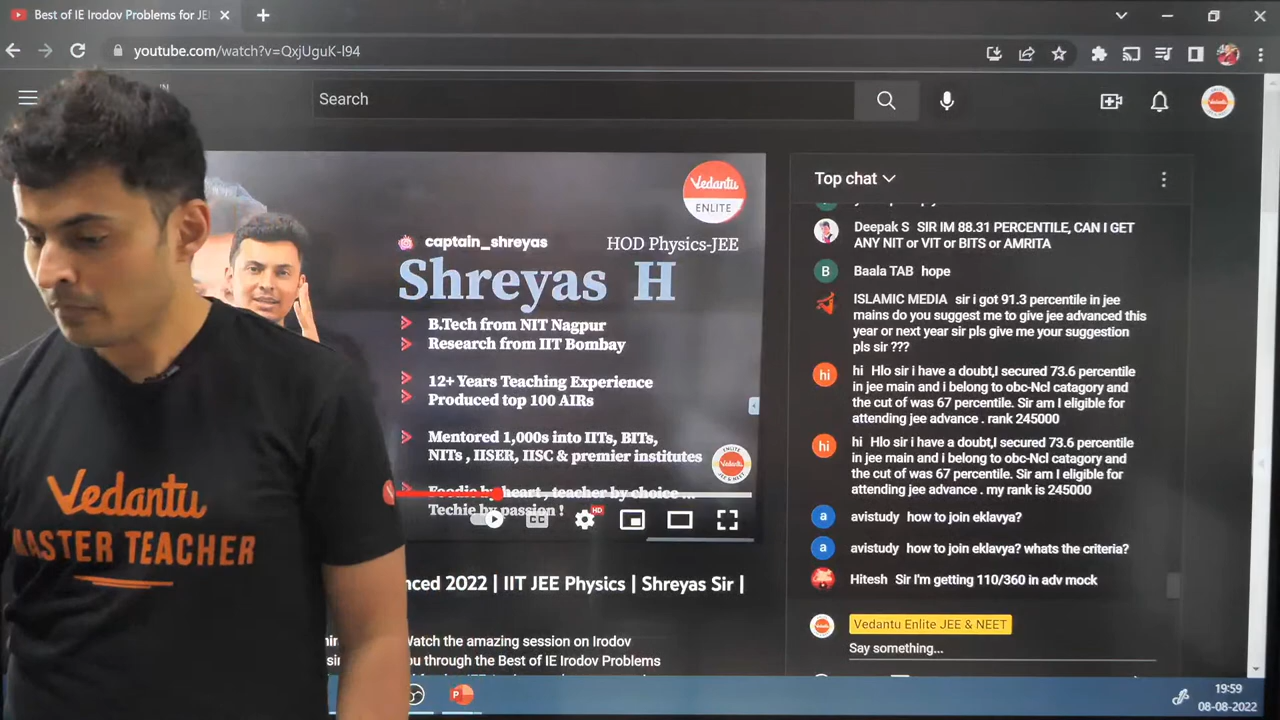 Best of IE Irodov Problems for JE
youtube.com/watch?v=QxjUguK-I94
IN
Search
Vedantu
ENLITE
captain_shreyas
HOD Physics-JEE
Shreyas H
B.Tech from NIT Nagpur
Research from IIT Bombay
12+ Years Teaching Experience
Produced top 100 AIRs
Mentored 1,000s into IITs, BITs,
NITs , IISER, IISC & premier institutes
Foodie by heart , teacher by choice ...
Techie by passion !
ENLITE
Vedantu
JEE & NEET
CC
HD
nced 2022 | IIT JEE Physics | Shreyas Sir |
Watch the amazing session on Irodov
you through the Best of IE Irodov Problems
Top chat
Deepak S SIR IM 88.31 PERCENTILE, CAN I GET
ANY NIT or VIT or BITS or AMRITA
B
Baala TAB hope
ISLAMIC MEDIA sir i got 91.3 percentile in jee
mains do you suggest me to give jee advanced this
year or next year sir pls give me your suggestion
pls sir ???
hi
hi Hlo sir i have a doubt,I secured 73.6 percentile
in jee main and i belong to obc-Ncl catagory and
the cut of was 67 percentile. Sir am I eligible for
attending jee advance . rank 245000
hi
hi Hlo sir i have a doubt,I secured 73.6 percentile
in jee main and i belong to obc-Ncl catagory and
the cut of was 67 percentile. Sir am I eligible for
attending jee advance . my rank is 245000
a
avistudy how to join eklavya?
a
avistudy how to join eklavya? whats the criteria?
Hitesh Sir I'm getting 110/360 in adv mock
Vedantu
Vedantu Enlite JEE & NEET
Say something...
Vedantu
MASTER TEACHER
19:59
08-08-2022